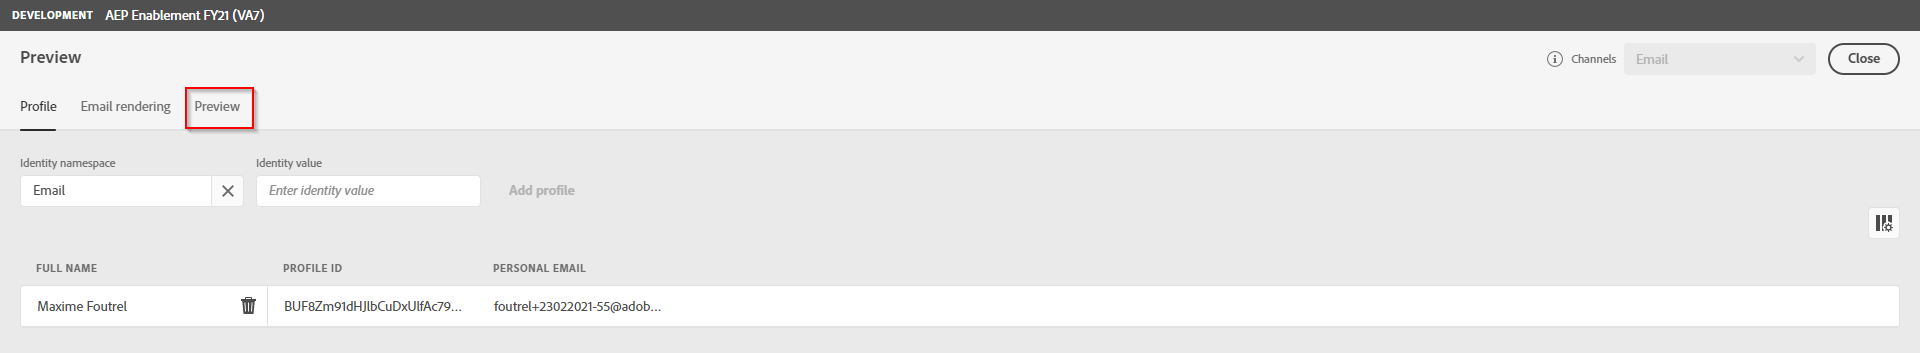 DEVELOPMENT AEP Enablement FY21 (VA7)
Preview
Channels Email Close
Profile Email rendering Preview
Identity namespace Identity value
Email Enter identity value Add profile
FULL NAME PROFILE ID PERSONAL EMAIL
Maxime Foutrel BUF8Zm91dHJlbCuDxUlfAc79... foutrel+23022021-55@adob...